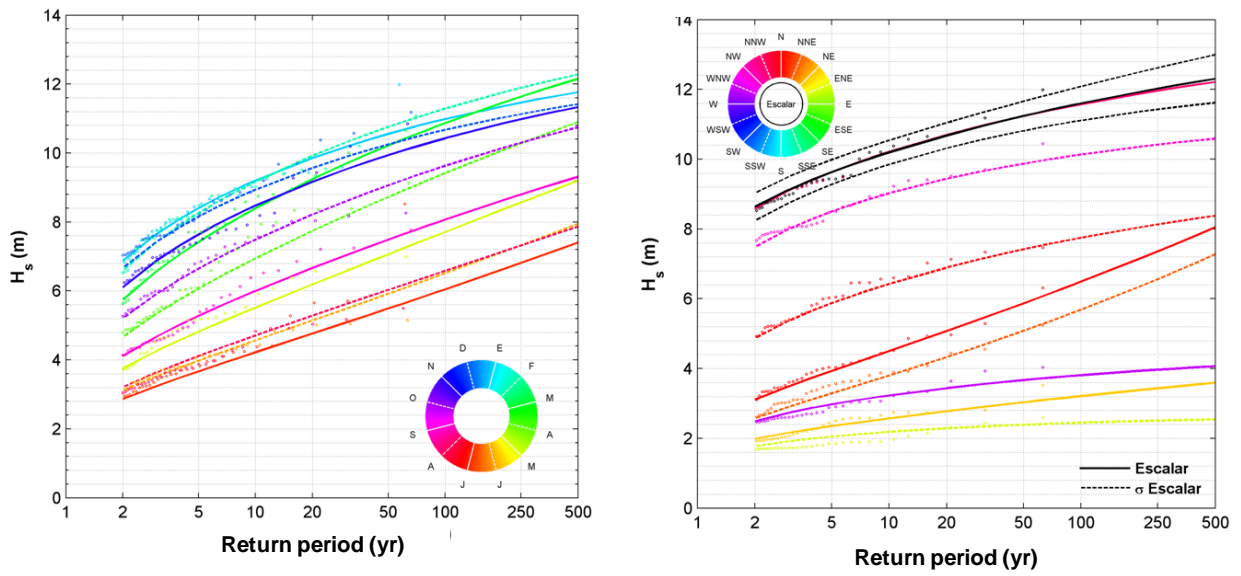 14
12
10
8
6
4
2
0
H_s (m)
1 2 5 10 20 50 100 250 500
Return period (yr)
D E
N F
O M
S A
A M
J J
14
12
10
8
6
4
2
0
H_s (m)
1 2 5 10 20 50 100 250 500
Return period (yr)
N
NNW NNE
NW NE
WNW ENE
W Escalar E
WSW ESE
SW SE
SSW SSE
S
Escalar
σ Escalar